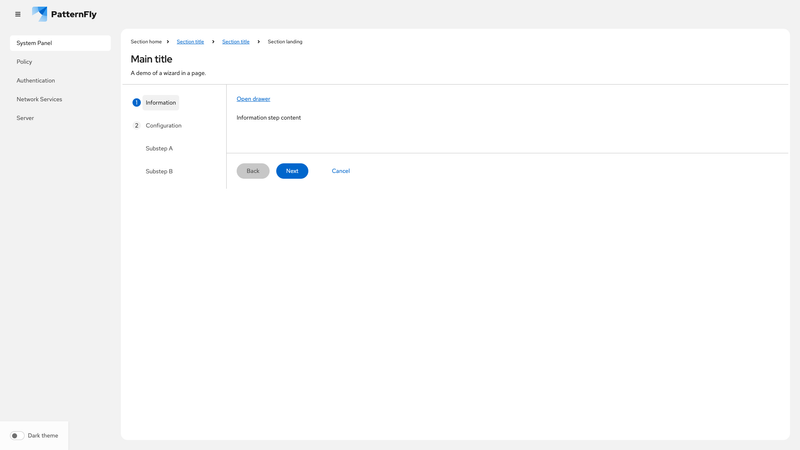 PatternFly
System Panel
Policy
Authentication
Network Services
Server
Section home Section title Section title Section landing
Main title
A demo of a wizard in a page.
1 Information
2 Configuration
Substep A
Substep B
Open drawer
Information step content
Back Next Cancel
Dark theme